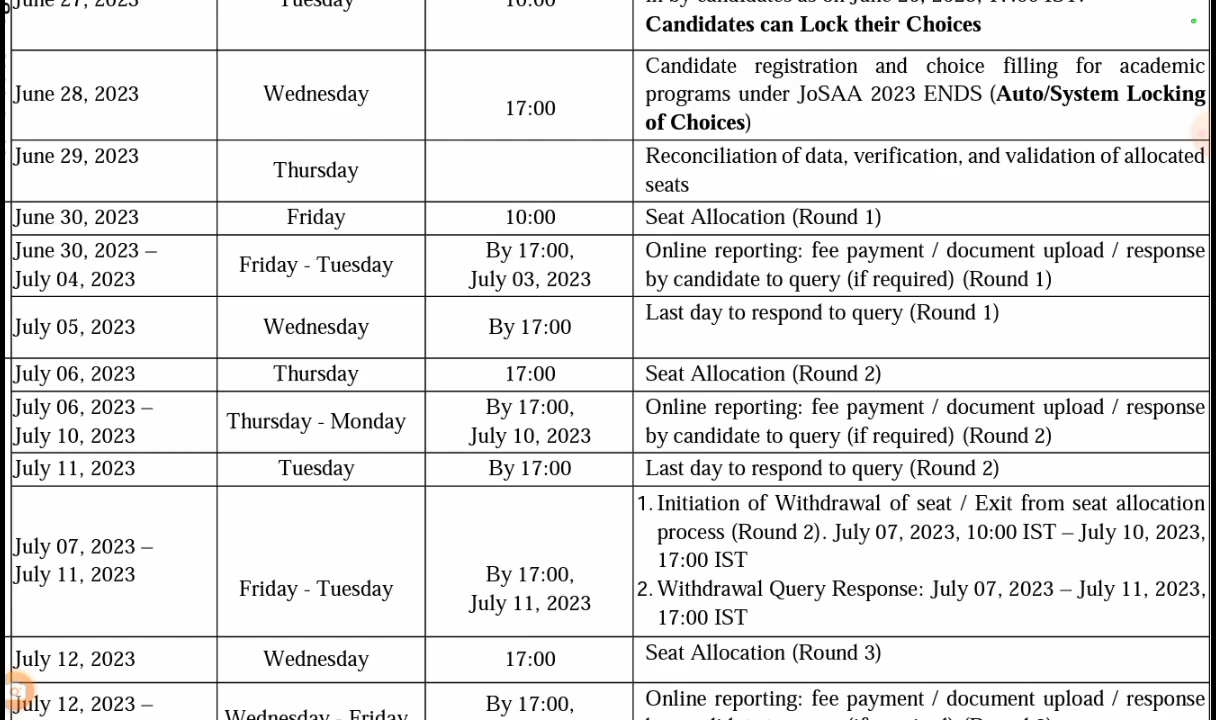 June 27, 2023 Tuesday 10:00
Candidates can Lock their Choices
June 28, 2023 Wednesday 17:00 Candidate registration and choice filling for academic
programs under JoSAA 2023 ENDS (Auto/System Locking
of Choices)
June 29, 2023 Thursday Reconciliation of data, verification, and validation of allocated
seats
June 30, 2023 Friday 10:00 Seat Allocation (Round 1)
June 30, 2023 – Friday - Tuesday By 17:00, Online reporting: fee payment / document upload / response
July 04, 2023 July 03, 2023 by candidate to query (if required) (Round 1)
July 05, 2023 Wednesday By 17:00 Last day to respond to query (Round 1)
July 06, 2023 Thursday 17:00 Seat Allocation (Round 2)
July 06, 2023 – Thursday - Monday By 17:00, Online reporting: fee payment / document upload / response
July 10, 2023 July 10, 2023 by candidate to query (if required) (Round 2)
July 11, 2023 Tuesday By 17:00 Last day to respond to query (Round 2)
July 07, 2023 –
July 11, 2023
Friday - Tuesday
By 17:00,
July 11, 2023
1. Initiation of Withdrawal of seat / Exit from seat allocation
process (Round 2). July 07, 2023, 10:00 IST – July 10, 2023,
17:00 IST
2. Withdrawal Query Response: July 07, 2023 – July 11, 2023,
17:00 IST
July 12, 2023 Wednesday 17:00 Seat Allocation (Round 3)
July 12, 2023 – Wednesday - Friday By 17:00, Online reporting: fee payment / document upload / response